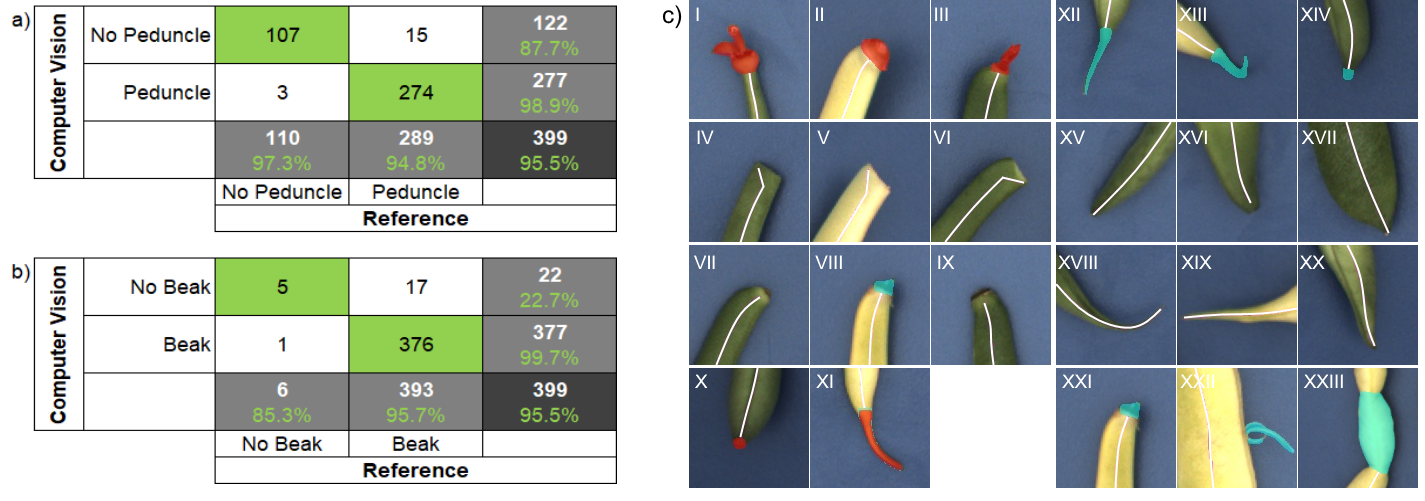 a)
Computer Vision
No Peduncle 107 15 122
87.7%
Peduncle 3 274 277
98.9%
110 289 399
97.3% 94.8% 95.5%
No Peduncle Peduncle
Reference
b)
Computer Vision
No Beak 5 17 22
22.7%
Beak 1 376 377
99.7%
6 393 399
85.3% 95.7% 95.5%
No Beak Beak
Reference
c)
I II III XII XIII XIV
IV V VI XV XVI XVII
VII VIII IX XVIII XIX XX
X XI XXI XXII XXIII